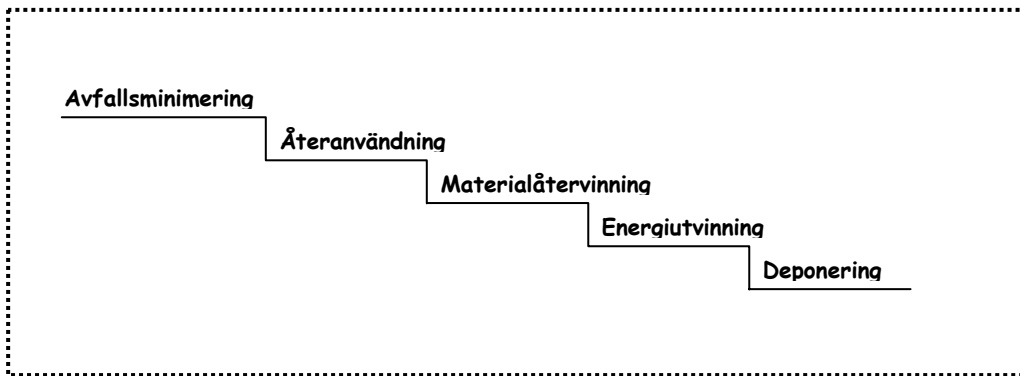 Avfallsminimering
Återanvändning
Materialåtervinning
Energiutvinning
Deponering